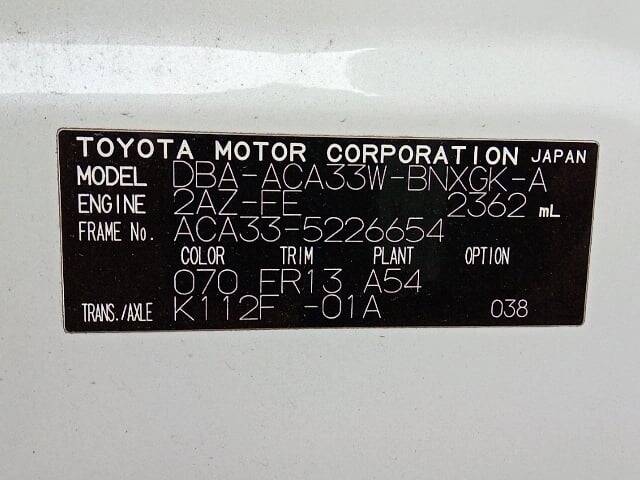 TOYOTA MOTOR CORPORATION JAPAN
MODEL DBA-ACA33W-BNXGK-A
ENGINE 2AZ-FE 2362 mL
FRAME No. ACA33-5226654
COLOR TRIM PLANT OPTION
070 FR13 A54
TRANS./AXLE K112F -01A 038